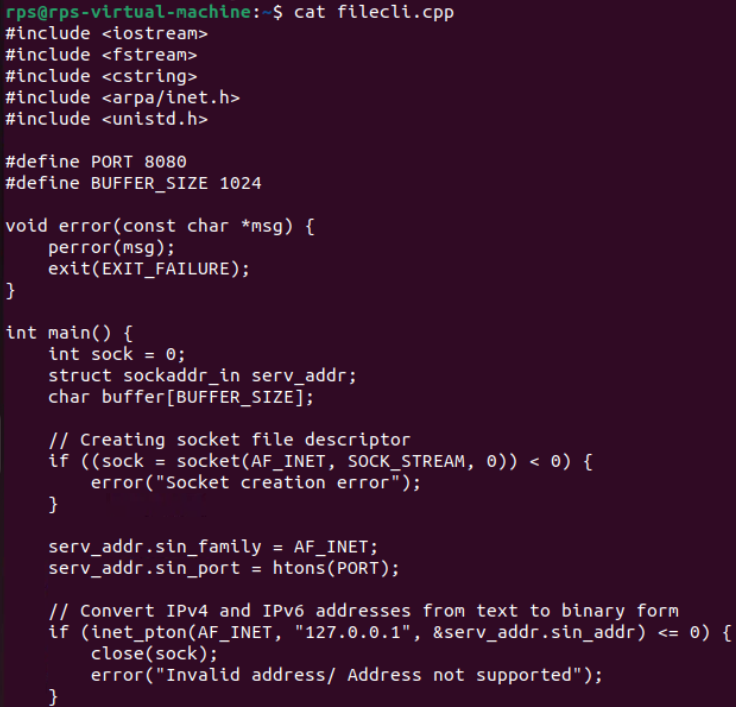 rps@rps-virtual-machine:~$ cat filecli.cpp
#include <iostream>
#include <fstream>
#include <cstring>
#include <arpa/inet.h>
#include <unistd.h>

#define PORT 8080
#define BUFFER_SIZE 1024

void error(const char *msg) {
    perror(msg);
    exit(EXIT_FAILURE);
}

int main() {
    int sock = 0;
    struct sockaddr_in serv_addr;
    char buffer[BUFFER_SIZE];

    // Creating socket file descriptor
    if ((sock = socket(AF_INET, SOCK_STREAM, 0)) < 0) {
        error("Socket creation error");
    }

    serv_addr.sin_family = AF_INET;
    serv_addr.sin_port = htons(PORT);

    // Convert IPv4 and IPv6 addresses from text to binary form
    if (inet_pton(AF_INET, "127.0.0.1", &serv_addr.sin_addr) <= 0) {
        close(sock);
        error("Invalid address/ Address not supported");
    }